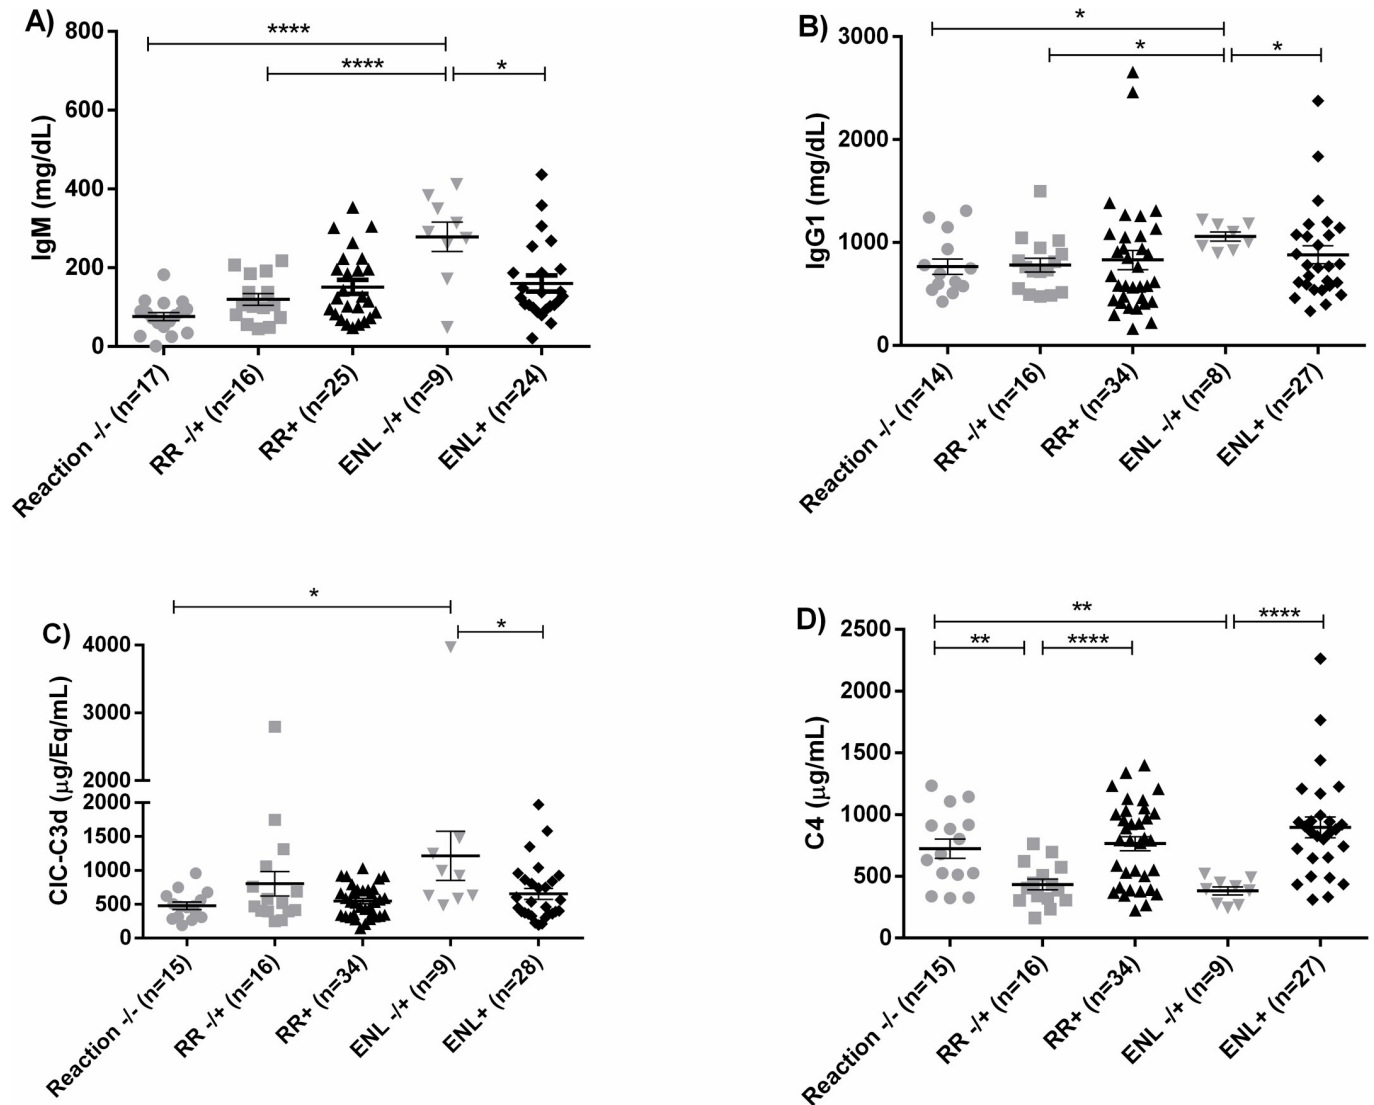 A)
IgM (mg/dL)
800
600
400
200
0
****
****
*
Reaction -/- (n=17)
RR -/+ (n=16)
RR+ (n=25)
ENL -/+ (n=9)
ENL+ (n=24)
B)
IgG1 (mg/dL)
3000
2000
1000
0
*
*
*
Reaction -/- (n=14)
RR -/+ (n=16)
RR+ (n=34)
ENL -/+ (n=8)
ENL+ (n=27)
C)
CIC-C3d (μg/Eq/mL)
4000
3000
2000
2000
1500
1000
500
0
*
*
Reaction -/- (n=15)
RR -/+ (n=16)
RR+ (n=34)
ENL -/+ (n=9)
ENL+ (n=28)
D)
C4 (μg/mL)
2500
2000
1500
1000
500
0
**
****
**
****
Reaction -/- (n=15)
RR -/+ (n=16)
RR+ (n=34)
ENL -/+ (n=9)
ENL+ (n=27)